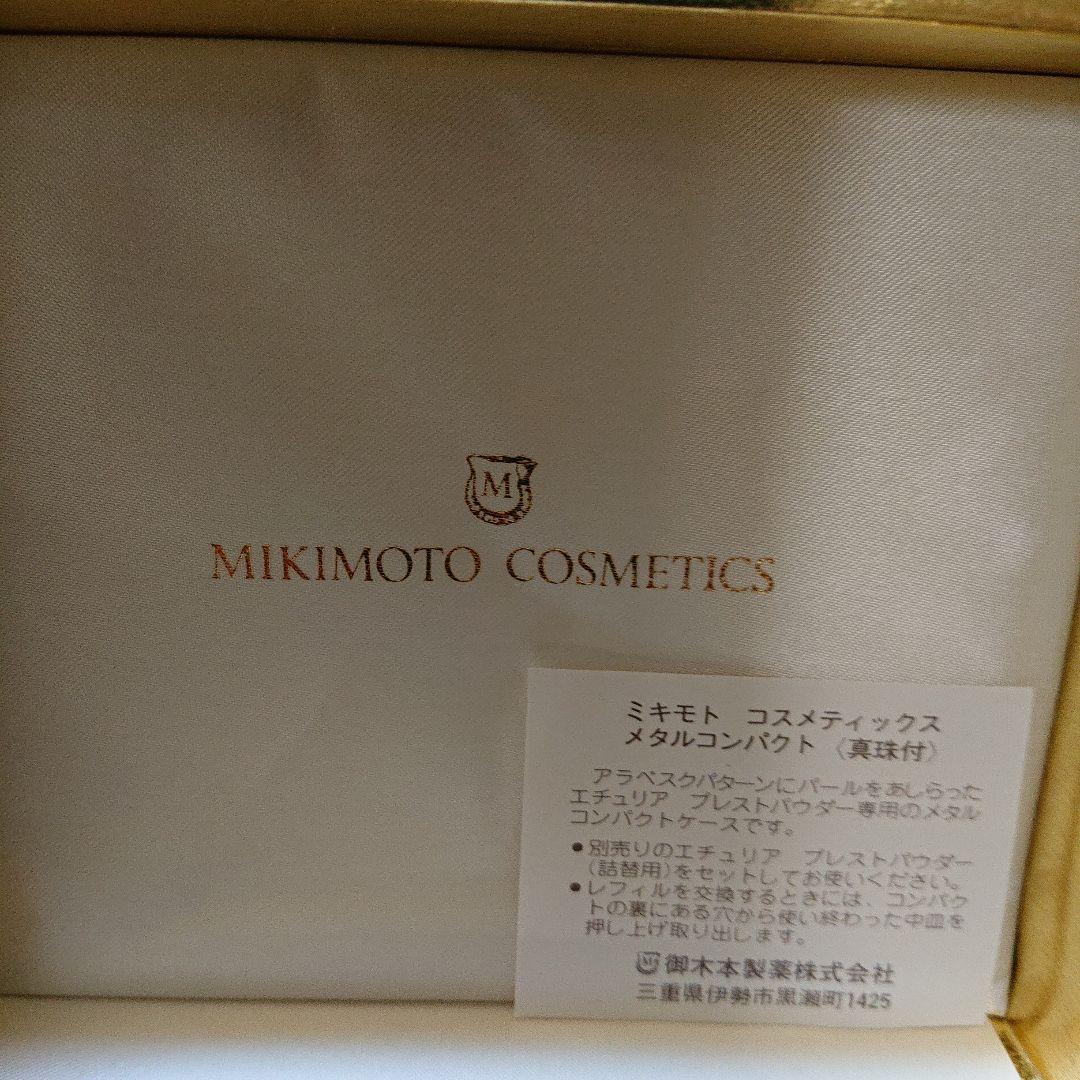 M
MIKIMOTO COSMETICS
ミキモト コスメティックス
メタルコンパクト〈真珠付〉
アラベスクパターンにパールをあしらった
エチュリア プレストパウダー専用のメタル
コンパクトケースです。
●別売りのエチュリア プレストパウダー
(詰替用)をセットしてお使いください。
●レフィルを交換するときには、コンパク
トの裏にある穴から使い終わった中皿を
押し上げ取り出します。
M 御木本製薬株式会社
三重県伊勢市黒瀬町1425